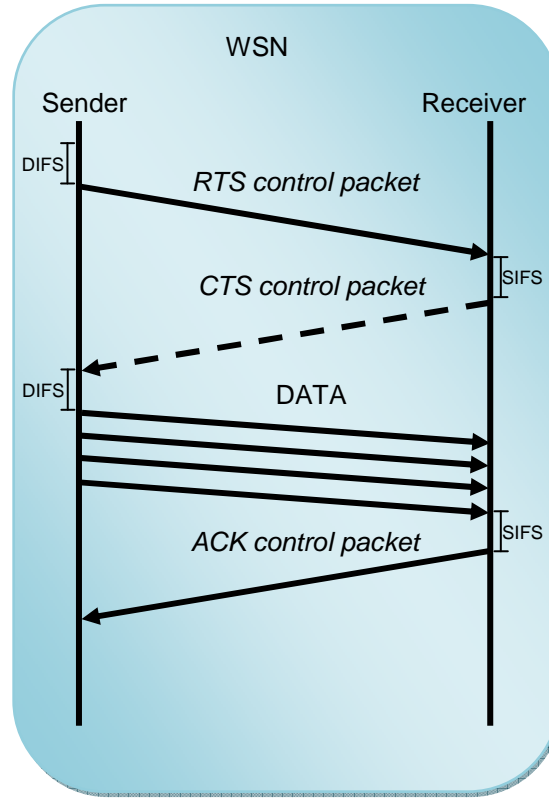 WSN
Sender
Receiver
DIFS
RTS control packet
SIFS
CTS control packet
DIFS
DATA
SIFS
ACK control packet